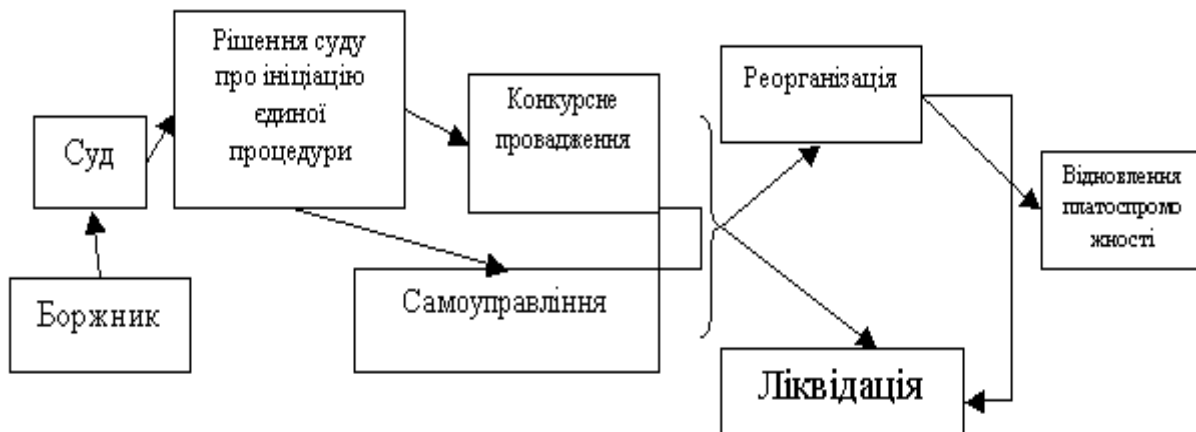 Рішення суду
про ініціацію
єдиної
процедури
Суд
Боржник
Конкурсне
провадження
Самоуправління
Реорганізація
Відновлення
платоспромо
жності
Ліквідація